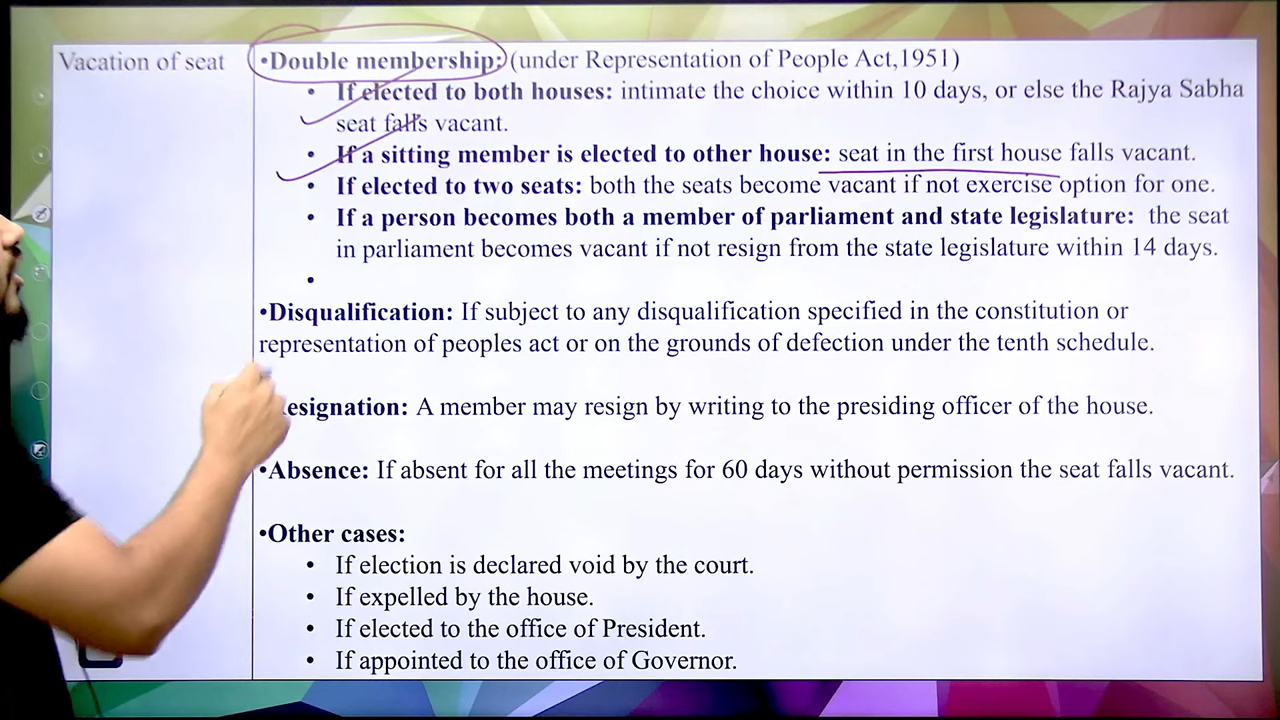 Vacation of seat
•Double membership: (under Representation of People Act,1951)
• If elected to both houses: intimate the choice within 10 days, or else the Rajya Sabha
seat falls vacant.
• If a sitting member is elected to other house: seat in the first house falls vacant.
• If elected to two seats: both the seats become vacant if not exercise option for one.
• If a person becomes both a member of parliament and state legislature: the seat
in parliament becomes vacant if not resign from the state legislature within 14 days.
•
•Disqualification: If subject to any disqualification specified in the constitution or
representation of peoples act or on the grounds of defection under the tenth schedule.
esignation: A member may resign by writing to the presiding officer of the house.
•Absence: If absent for all the meetings for 60 days without permission the seat falls vacant.
•Other cases:
• If election is declared void by the court.
• If expelled by the house.
• If elected to the office of President.
• If appointed to the office of Governor.